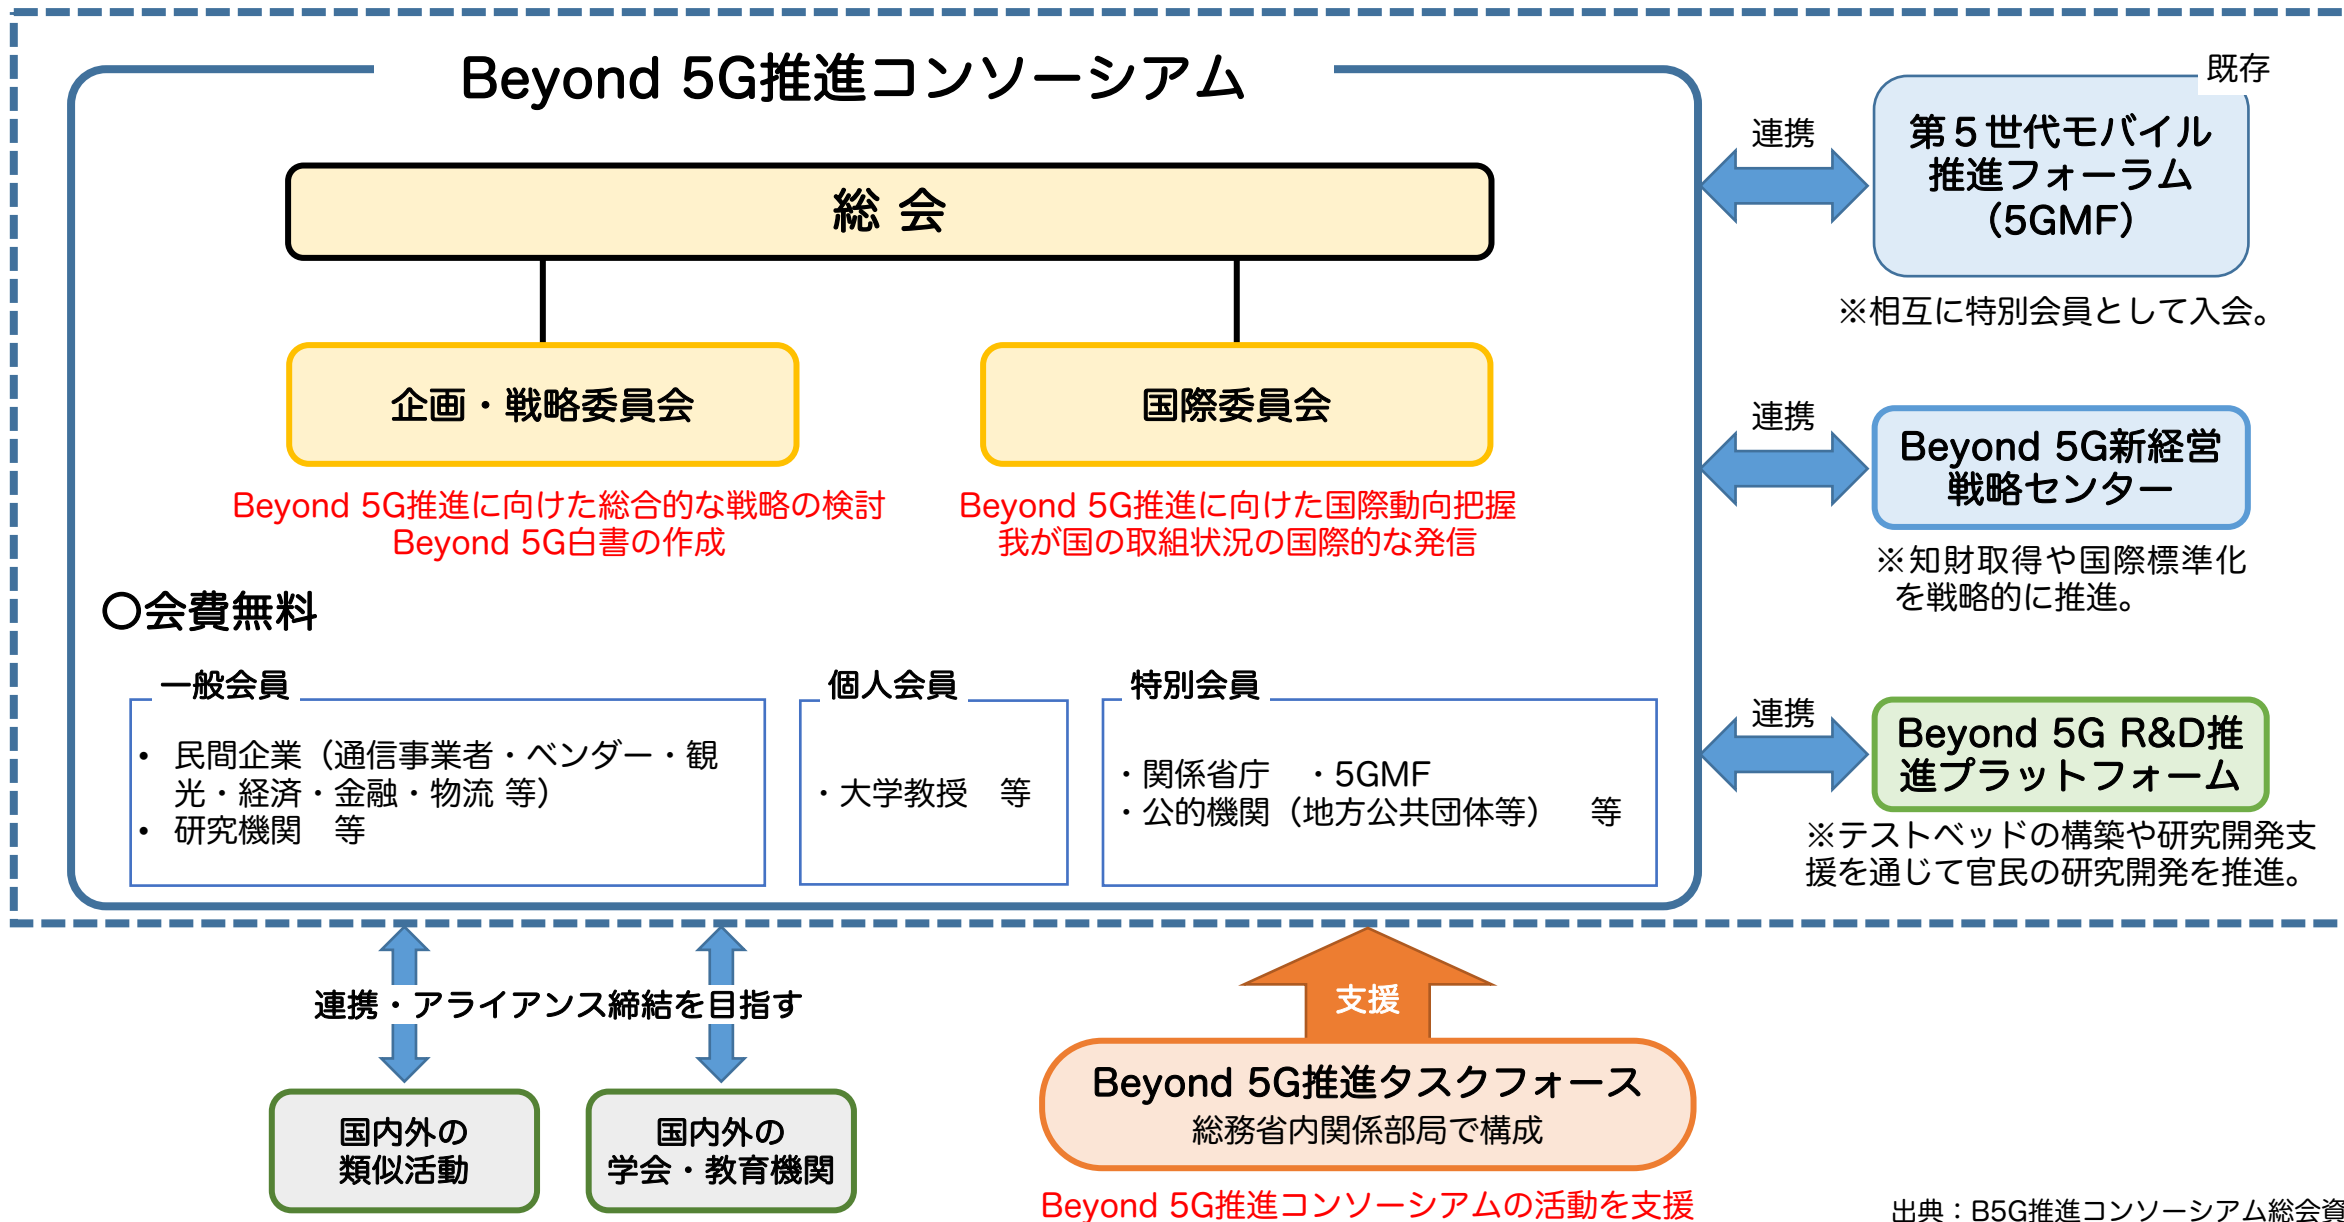 Beyond 5G推進コンソーシアム
総 会
企画・戦略委員会
国際委員会
Beyond 5G推進に向けた総合的な戦略の検討
Beyond 5G白書の作成
Beyond 5G推進に向けた国際動向把握
我が国の取組状況の国際的な発信
〇会費無料
一般会員
• 民間企業（通信事業者・ベンダー・観
光・経済・金融・物流 等）
• 研究機関　等
個人会員
・大学教授　等
特別会員
・関係省庁　・5GMF
・公的機関（地方公共団体等）　等
連携
既存
第５世代モバイル
推進フォーラム
（5GMF）
※相互に特別会員として入会。
連携
Beyond 5G新経営
戦略センター
※知財取得や国際標準化
を戦略的に推進。
連携
Beyond 5G R&D推
進プラットフォーム
※テストベッドの構築や研究開発支
援を通じて官民の研究開発を推進。
連携・アライアンス締結を目指す
国内外の
類似活動
国内外の
学会・教育機関
支援
Beyond 5G推進タスクフォース
総務省内関係部局で構成
Beyond 5G推進コンソーシアムの活動を支援
出典：B5G推進コンソーシアム総会資